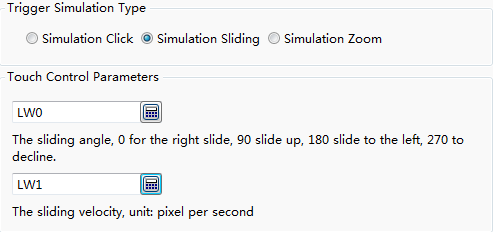 Trigger Simulation Type
Simulation Click Simulation Sliding Simulation Zoom
Touch Control Parameters
LW0
The sliding angle, 0 for the right slide, 90 slide up, 180 slide to the left, 270 to
decline.
LW1
The sliding velocity, unit: pixel per second